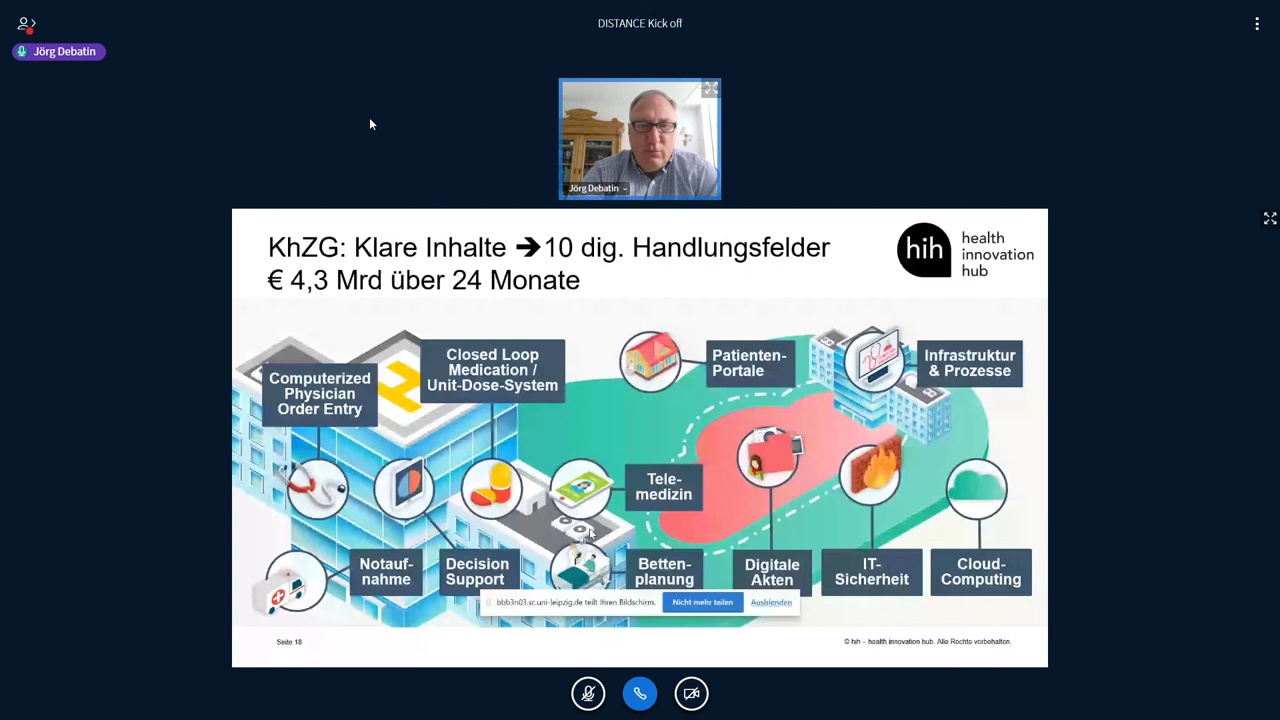 DISTANCE Kick off
Jörg Debatin
Jörg Debatin
KhZG: Klare Inhalte ➔10 dig. Handlungsfelder
€ 4,3 Mrd über 24 Monate
hih
health
innovation
hub
Computerized
Physician
Order Entry
Closed Loop
Medication /
Unit-Dose-System
Patienten-
Portale
Infrastruktur
& Prozesse
Tele-
medizin
Notauf-
nahme
Decision
Support
Betten-
planung
Digitale
Akten
IT-
Sicherheit
Cloud-
Computing
bbb3n03.sc.uni-leipzig.de teilt Ihren Bildschirm.
Nicht mehr teilen
Ausblenden
Seite 18
© hih – health innovation hub. Alle Rechte vorbehalten.